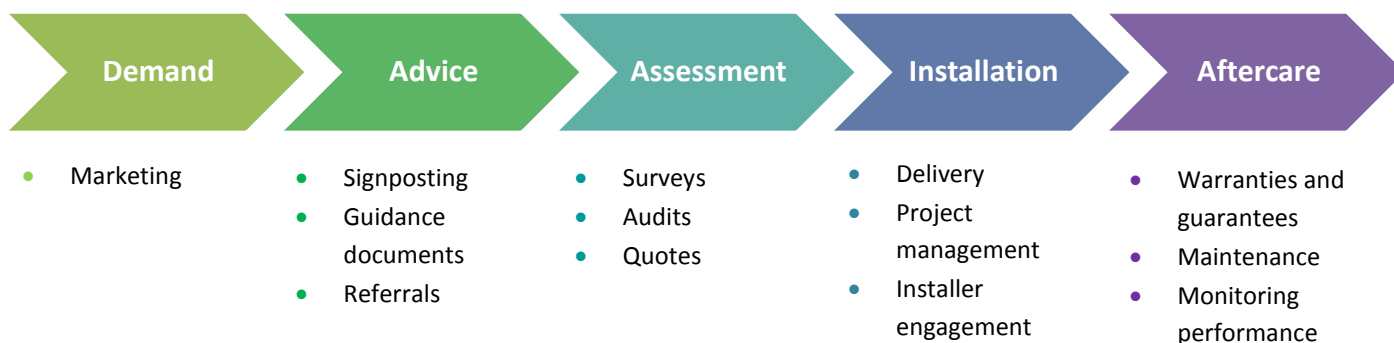 Demand
Advice
Assessment
Installation
Aftercare
• Marketing
• Signposting
• Guidance
documents
• Referrals
• Surveys
• Audits
• Quotes
• Delivery
• Project
management
• Installer
engagement
• Warranties and
guarantees
• Maintenance
• Monitoring
performance